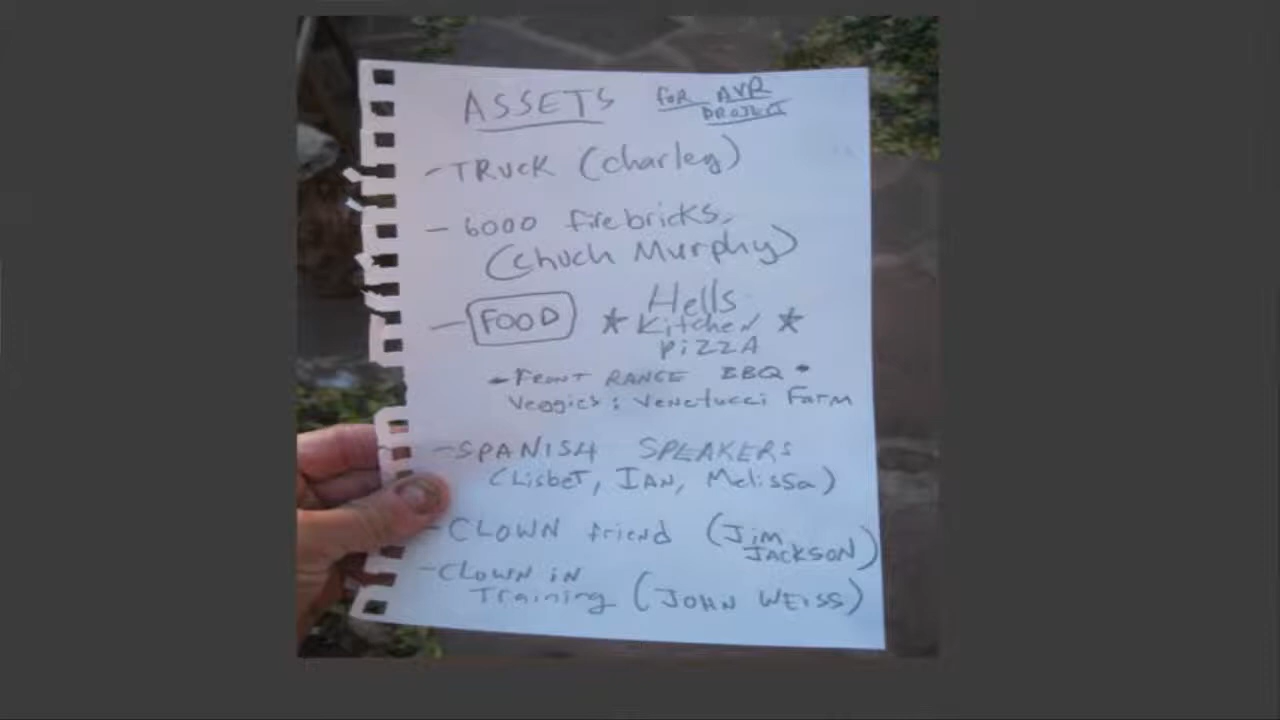 ASSETS for AVR PROJECT
- TRUCK (charley)
- 6000 firebricks,
(Chuck Murphy)
- FOOD * Hells Kitchen PIZZA *
- FRONT RANGE BBQ *
Veggies: Venetucci Farm
- SPANISH SPEAKERS
(Lisbet, IAN, Melissa)
- CLOWN friend (Jim JACKSON)
- CLOWN in
Training (JOHN WEISS)